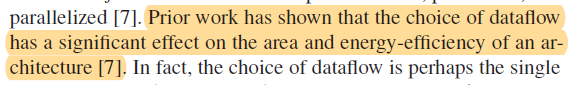 parallelized [7]. Prior work has shown that the choice of dataflow
has a significant effect on the area and energy-efficiency of an ar-
chitecture [7]. In fact, the choice of dataflow is perhaps the single